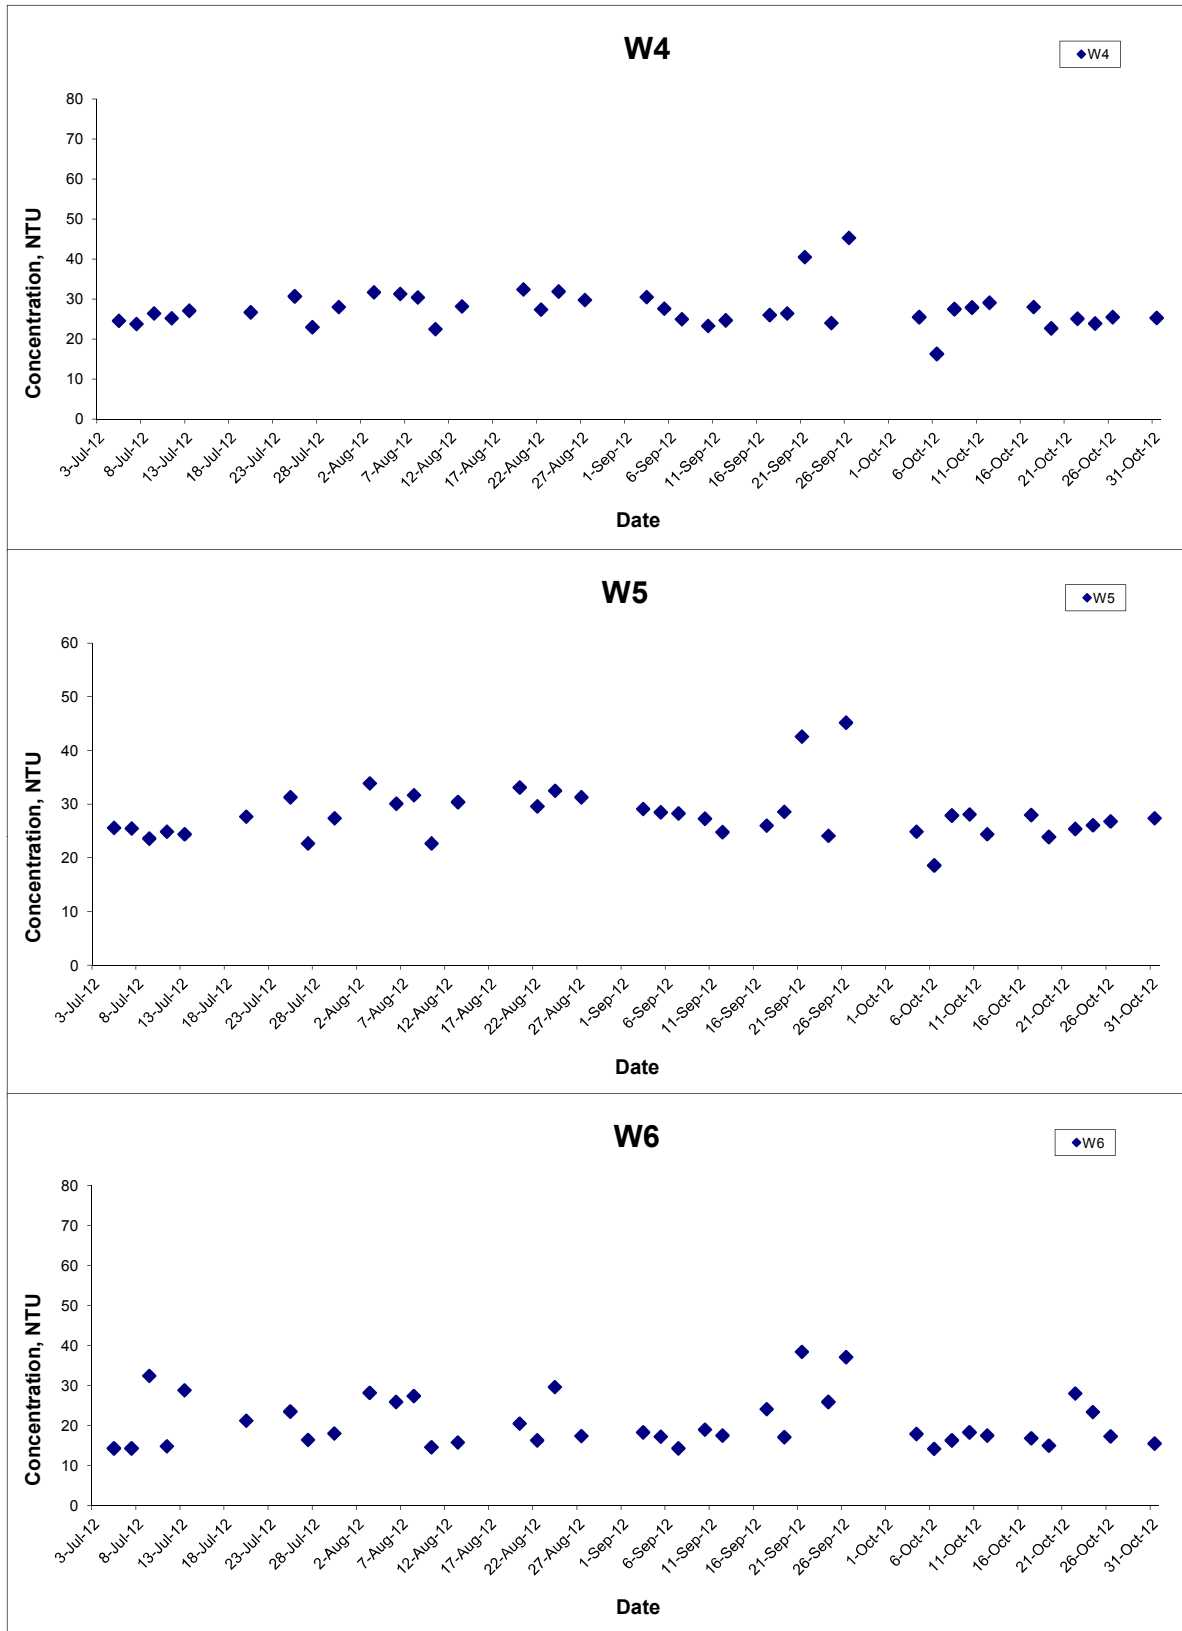 W4
W4
80
70
60
50
40
30
20
10
0
Concentration, NTU
3-Jul-12 8-Jul-12 13-Jul-12 18-Jul-12 23-Jul-12 28-Jul-12 2-Aug-12 7-Aug-12 12-Aug-12 17-Aug-12 22-Aug-12 27-Aug-12 1-Sep-12 6-Sep-12 11-Sep-12 16-Sep-12 21-Sep-12 26-Sep-12 1-Oct-12 6-Oct-12 11-Oct-12 16-Oct-12 21-Oct-12 26-Oct-12 31-Oct-12
Date
W5
W5
60
50
40
30
20
10
0
Concentration, NTU
3-Jul-12 8-Jul-12 13-Jul-12 18-Jul-12 23-Jul-12 28-Jul-12 2-Aug-12 7-Aug-12 12-Aug-12 17-Aug-12 22-Aug-12 27-Aug-12 1-Sep-12 6-Sep-12 11-Sep-12 16-Sep-12 21-Sep-12 26-Sep-12 1-Oct-12 6-Oct-12 11-Oct-12 16-Oct-12 21-Oct-12 26-Oct-12 31-Oct-12
Date
W6
W6
80
70
60
50
40
30
20
10
0
Concentration, NTU
3-Jul-12 8-Jul-12 13-Jul-12 18-Jul-12 23-Jul-12 28-Jul-12 2-Aug-12 7-Aug-12 12-Aug-12 17-Aug-12 22-Aug-12 27-Aug-12 1-Sep-12 6-Sep-12 11-Sep-12 16-Sep-12 21-Sep-12 26-Sep-12 1-Oct-12 6-Oct-12 11-Oct-12 16-Oct-12 21-Oct-12 26-Oct-12 31-Oct-12
Date